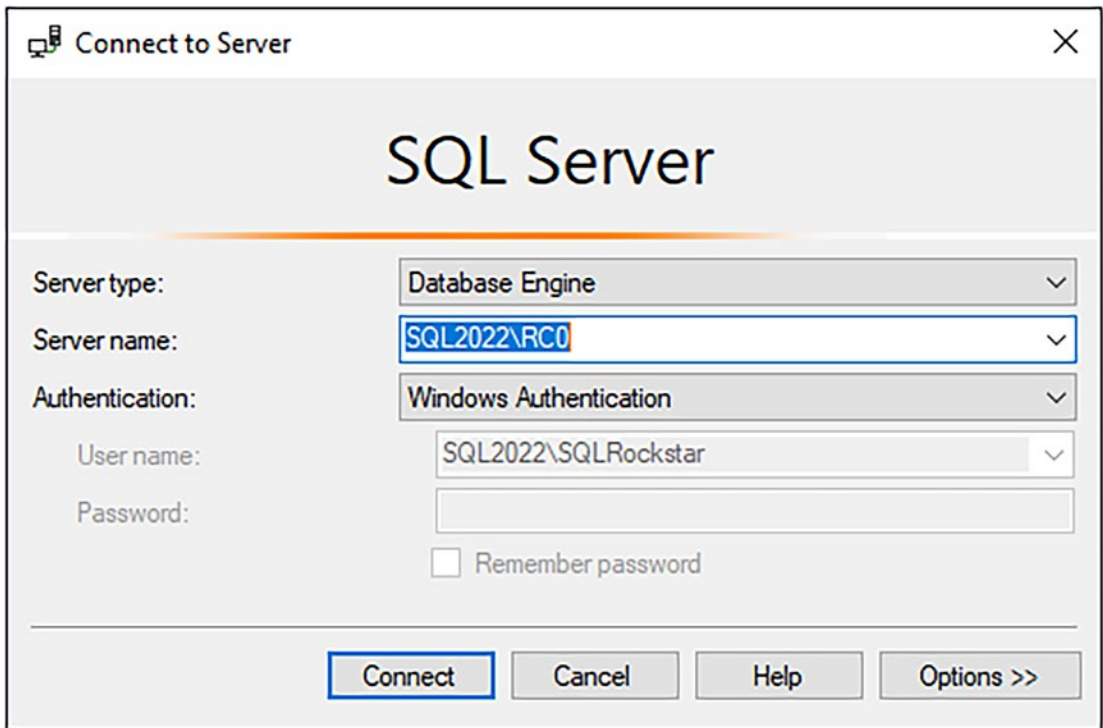 Connect to Server
SQL Server
Server type: Database Engine
Server name: SQL2022\RC0
Authentication: Windows Authentication
User name: SQL2022\SQLRockstar
Password:
Remember password
Connect Cancel Help Options >>